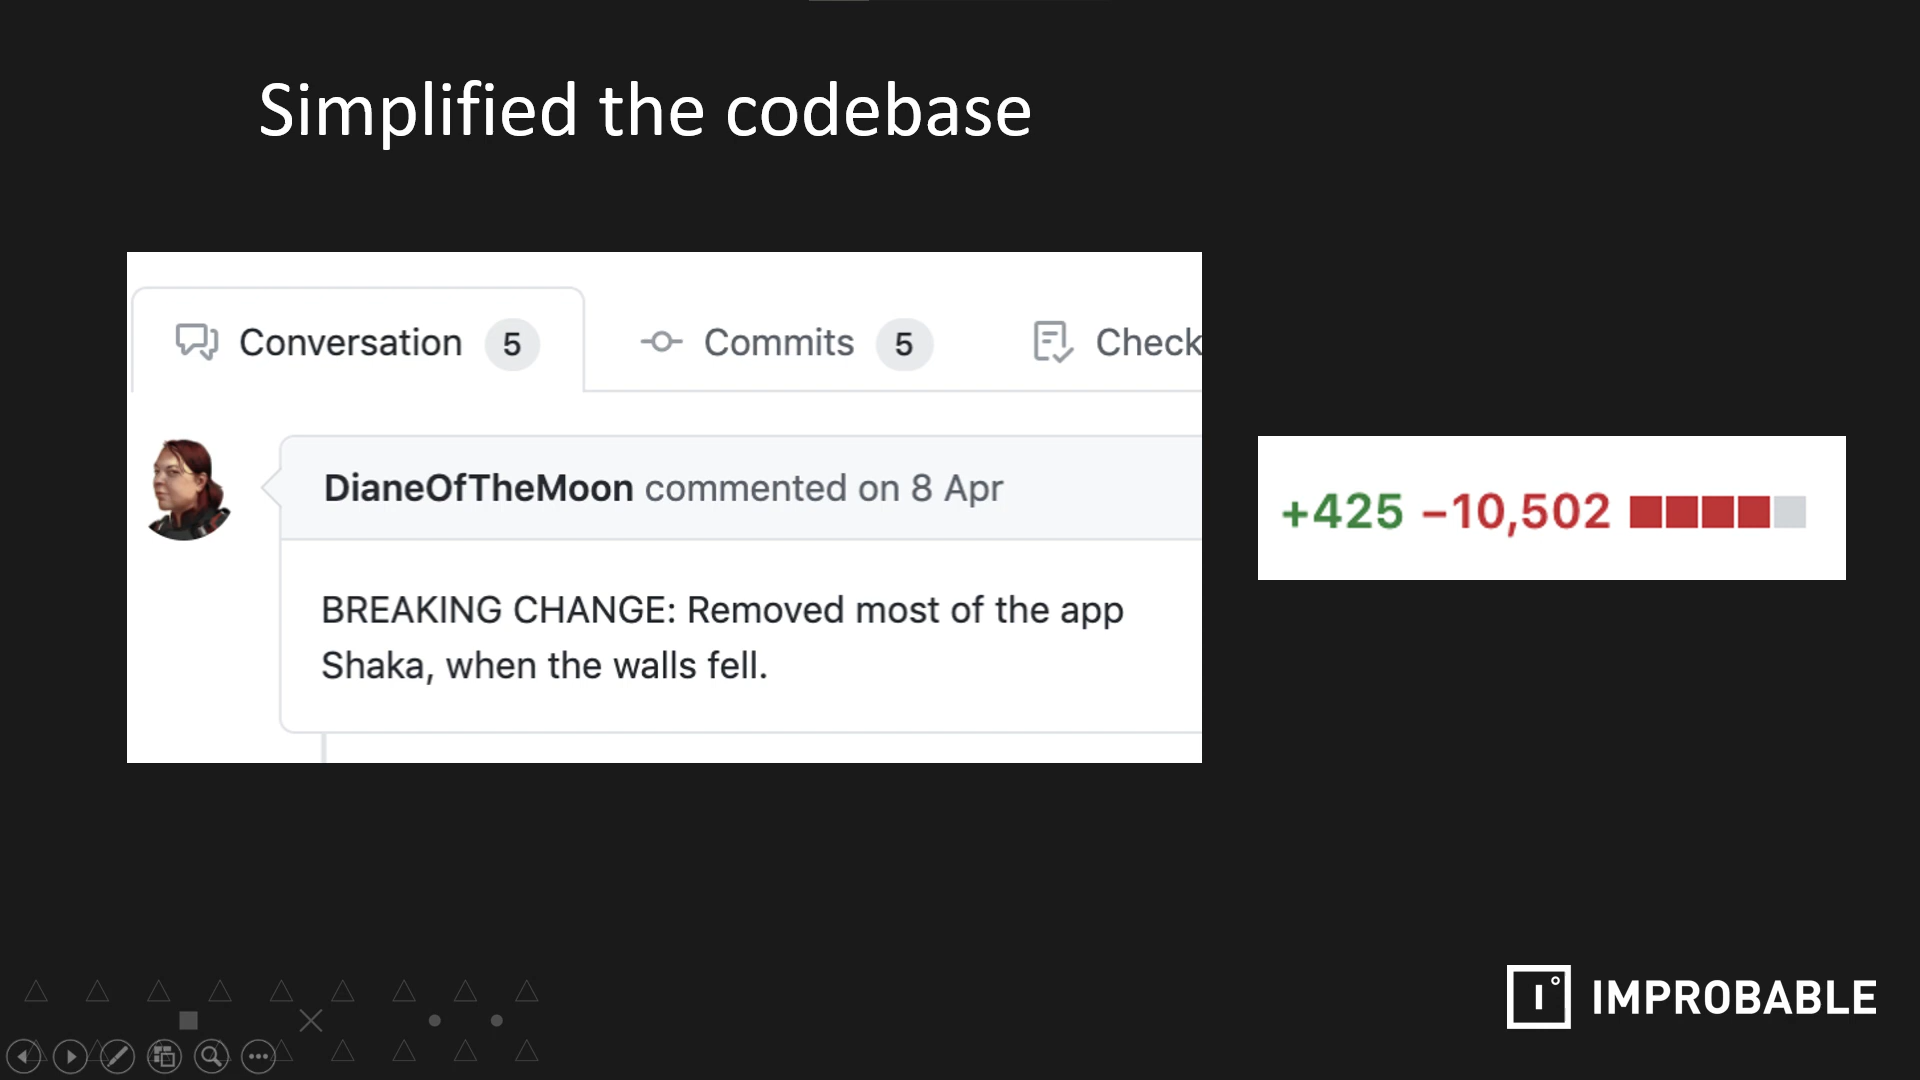 Simplified the codebase
Conversation 5 Commits 5 Check
DianeOfTheMoon commented on 8 Apr
BREAKING CHANGE: Removed most of the app
Shaka, when the walls fell.
+425 −10,502
I° IMPROBABLE